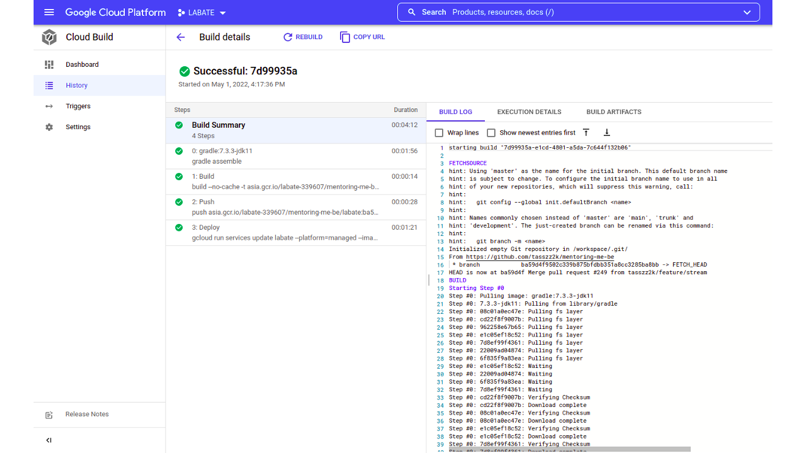 Google Cloud Platform
LABATE
Search Products, resources, docs (/)
Cloud Build
Build details
REBUILD
COPY URL
Dashboard
History
Triggers
Settings
Release Notes
Successful: 7d99935a
Started on May 1, 2022, 4:17:36 PM
Steps Duration
Build Summary 00:04:12
4 Steps
0: gradle:7.3.3-jdk11 00:01:56
gradle assemble
1: Build 00:00:14
build --no-cache -t asia.gcr.io/labate-339607/mentoring-me-b...
2: Push 00:00:28
push asia.gcr.io/labate-339607/mentoring-me-be/labate:ba5...
3: Deploy 00:01:21
gcloud run services update labate --platform=managed --ima...
BUILD LOG EXECUTION DETAILS BUILD ARTIFACTS
Wrap lines Show newest entries first
1 starting build "7d99935a-e1cd-4801-a5da-7c644f132b06"
2
3 FETCHSOURCE
4 hint: Using 'master' as the name for the initial branch. This default branch name
5 hint: is subject to change. To configure the initial branch name to use in all
6 hint: of your new repositories, which will suppress this warning, call:
7 hint:
8 hint: git config --global init.defaultBranch <name>
9 hint:
10 hint: Names commonly chosen instead of 'master' are 'main', 'trunk' and
11 hint: 'development'. The just-created branch can be renamed via this command:
12 hint:
13 hint: git branch -m <name>
14 Initialized empty Git repository in /workspace/.git/
15 From https://github.com/tasszz2k/mentoring-me-be
16 * branch ba59d4f9502c339b875bfdbb351a8cc3285ba8bb -> FETCH_HEAD
17 HEAD is now at ba59d4f Merge pull request #249 from tasszz2k/feature/stream
18 BUILD
19 Starting Step #0
20 Step #0: Pulling image: gradle:7.3.3-jdk11
21 Step #0: 7.3.3-jdk11: Pulling from library/gradle
22 Step #0: 08c01a0ec47e: Pulling fs layer
23 Step #0: cd22f8f9007b: Pulling fs layer
24 Step #0: 962258e67b65: Pulling fs layer
25 Step #0: e1c05ef18c52: Pulling fs layer
26 Step #0: 7d8ef99f4361: Pulling fs layer
27 Step #0: 22009ad04874: Pulling fs layer
28 Step #0: 6f835f9a83ea: Pulling fs layer
29 Step #0: e1c05ef18c52: Waiting
30 Step #0: 22009ad04874: Waiting
31 Step #0: 6f835f9a83ea: Waiting
32 Step #0: 7d8ef99f4361: Waiting
33 Step #0: cd22f8f9007b: Verifying Checksum
34 Step #0: cd22f8f9007b: Download complete
35 Step #0: 08c01a0ec47e: Verifying Checksum
36 Step #0: 08c01a0ec47e: Download complete
37 Step #0: e1c05ef18c52: Verifying Checksum
38 Step #0: e1c05ef18c52: Download complete
39 Step #0: 7d8ef99f4361: Verifying Checksum